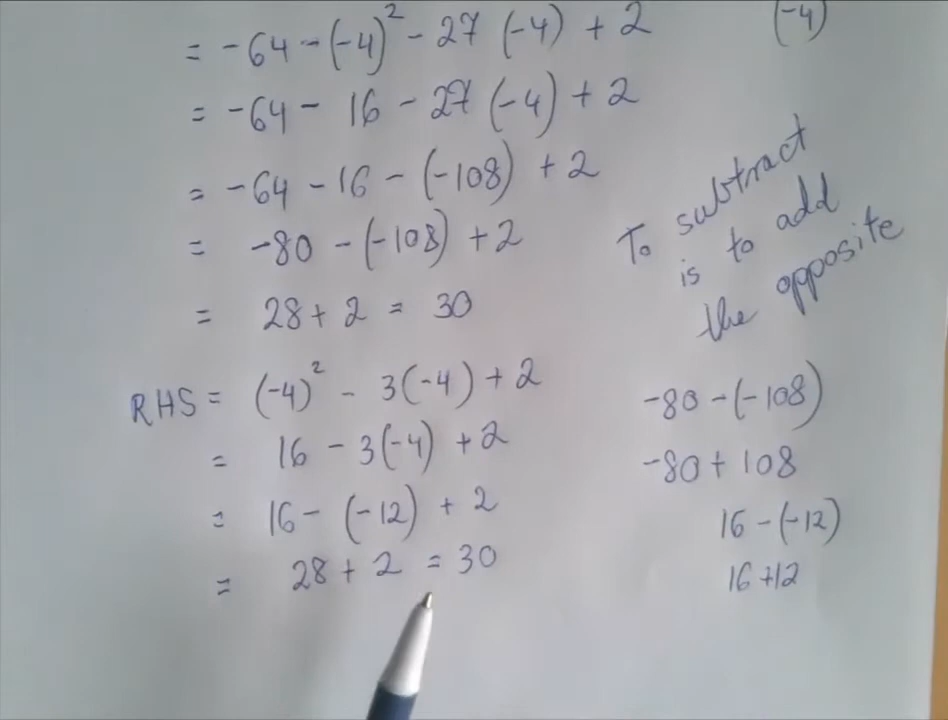 = -64 - (-4)² - 27 (-4) + 2
(-4)
= -64 - 16 - 27 (-4) + 2
= -64 - 16 - (-108) + 2
= -80 - (-108) + 2
= 28 + 2 = 30
To subtract
is to add
the opposite
RHS = (-4)² - 3(-4) + 2
= 16 - 3(-4) + 2
= 16 - (-12) + 2
= 28 + 2 = 30
-80 - (-108)
-80 + 108
16 - (-12)
16 + 12